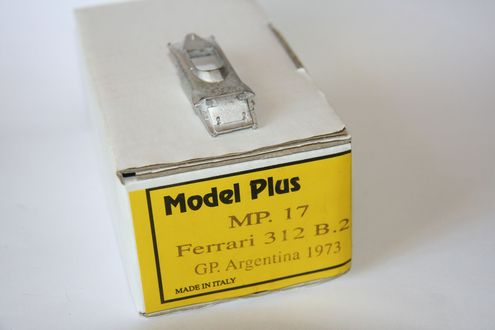 Model Plus
MP. 17
Ferrari 312 B.2
GP. Argentina 1973
MADE IN ITALY